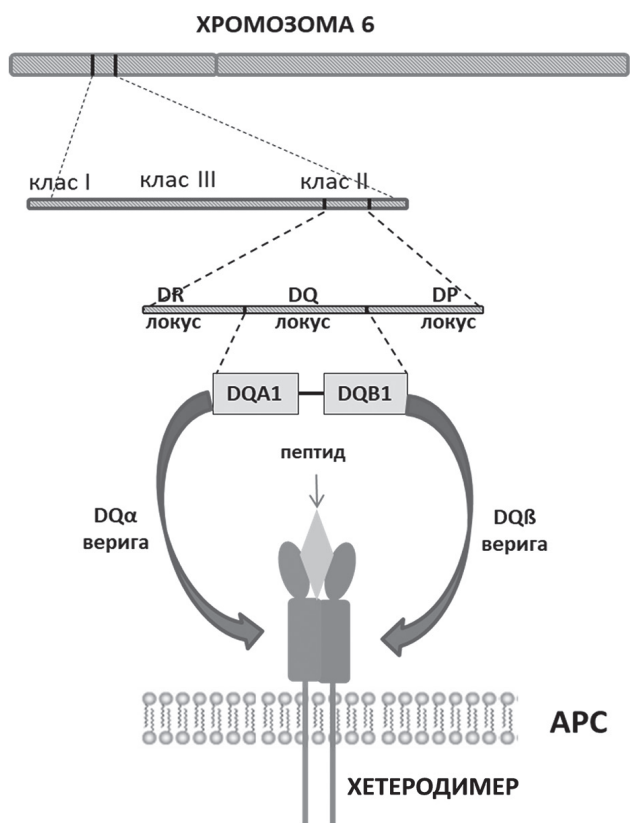 ХРОМОЗОМА 6
клас I клас III клас II
DR DQ DP
локус локус локус
DQA1 DQB1
пептид
DQα
верига
DQß
верига
APC
ХЕТЕРОДИМЕР